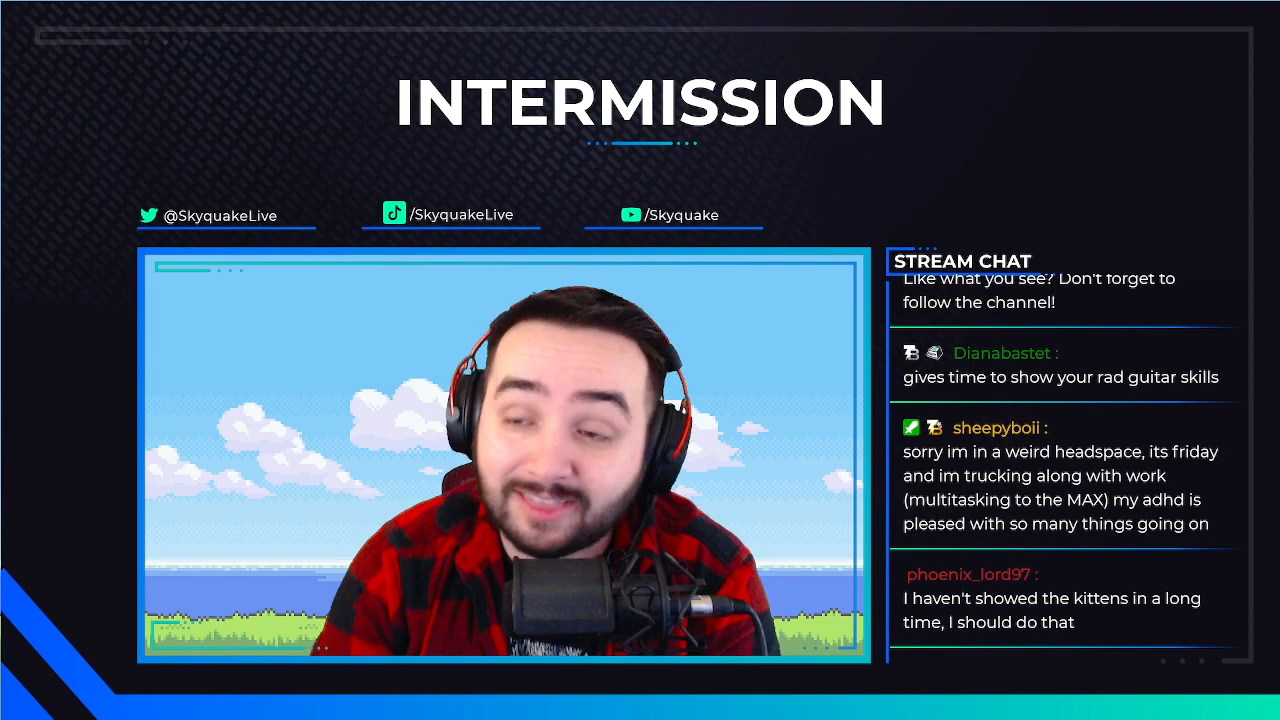 INTERMISSION
@SkyquakeLive
/SkyquakeLive
/Skyquake
STREAM CHAT
Like what you see? Don't forget to
follow the channel!
Dianabastet :
gives time to show your rad guitar skills
sheepyboii :
sorry im in a weird headspace, its friday
and im trucking along with work
(multitasking to the MAX) my adhd is
pleased with so many things going on
phoenix_lord97 :
I haven't showed the kittens in a long
time, I should do that